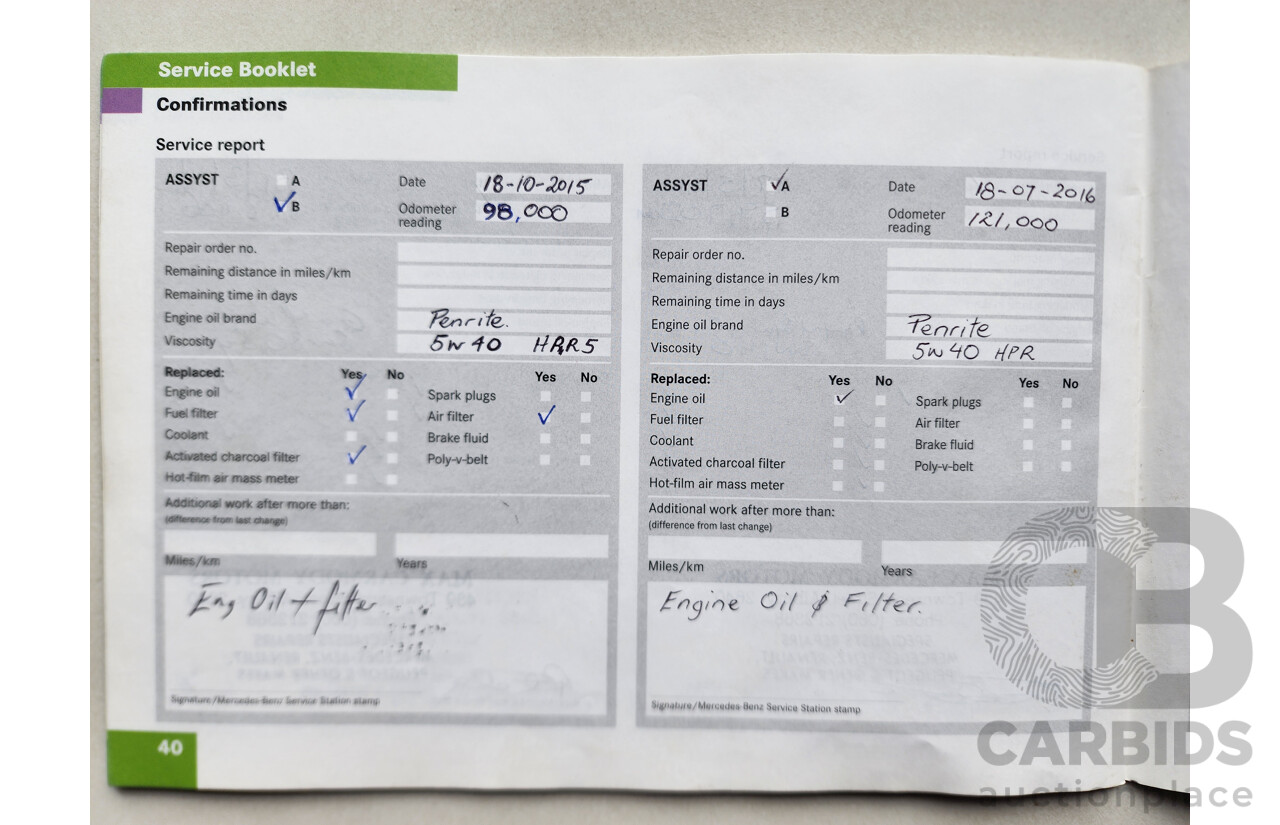 Service Booklet
Confirmations
Service report
ASSYST A
✓ B
Date 18-10-2015
Odometer reading 98,000
Repair order no.
Remaining distance in miles/km
Remaining time in days
Engine oil brand Penrite.
Viscosity 5W40
Replaced: Yes No Yes No
Engine oil ✓ Spark plugs
Fuel filter ✓ Air filter ✓
Coolant Brake fluid
Activated charcoal filter ✓ Poly-v-belt
Hot-film air mass meter
Additional work after more than:
(difference from last change)
Miles/km Years
Eng Oil + filter
Signature/Mercedes-Benz Service Station stamp
40
ASSYST ✓ A
B
Date 18-07-2016
Odometer reading 121,000
Repair order no.
Remaining distance in miles/km
Remaining time in days
Engine oil brand Penrite
Viscosity 5W40 HPR
Replaced: Yes No Yes No
Engine oil ✓ Spark plugs
Fuel filter Air filter
Coolant Brake fluid
Activated charcoal filter Poly-v-belt
Hot-film air mass meter
Additional work after more than:
(difference from last change)
Miles/km Years
Engine Oil & Filter.
Signature/Mercedes-Benz Service Station stamp
CB
CARBIDS
auctionplace